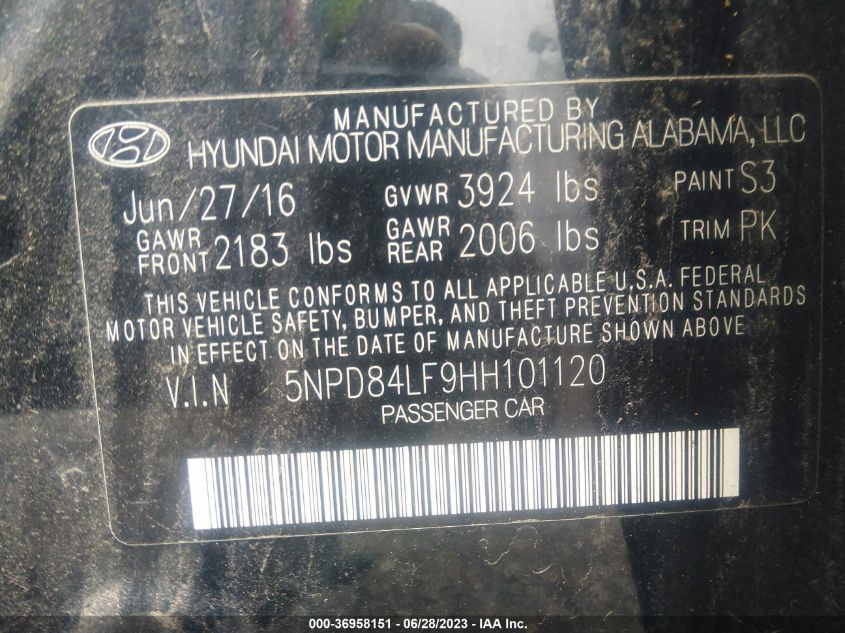 MANUFACTURED BY
HYUNDAI MOTOR MANUFACTURING ALABAMA, LLC
Jun/27/16 GVWR 3924 lbs PAINT S3
GAWR FRONT 2183 lbs GAWR REAR 2006 lbs TRIM PK
THIS VEHICLE CONFORMS TO ALL APPLICABLE U.S.A. FEDERAL
MOTOR VEHICLE SAFETY, BUMPER, AND THEFT PREVENTION STANDARDS
IN EFFECT ON THE DATE OF MANUFACTURE SHOWN ABOVE
V.I.N 5NPD84LF9HH101120
PASSENGER CAR
000-36958151 - 06/28/2023 - IAA Inc.